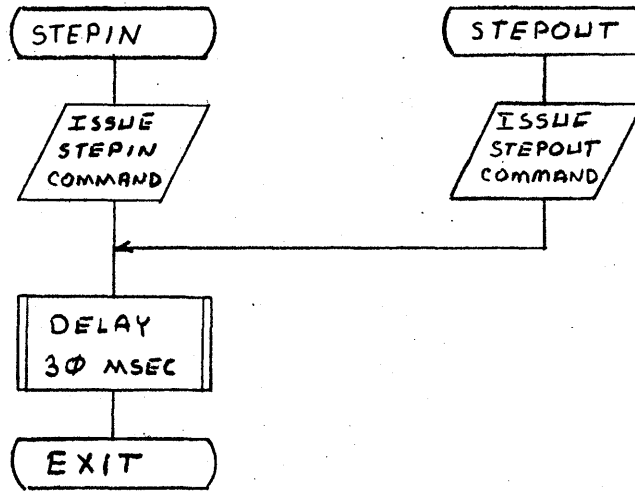 STEPIN
STEPOUT
ISSUE
STEPIN
COMMAND
ISSUE
STEPOUT
COMMAND
DELAY
3Ø MSEC
EXIT